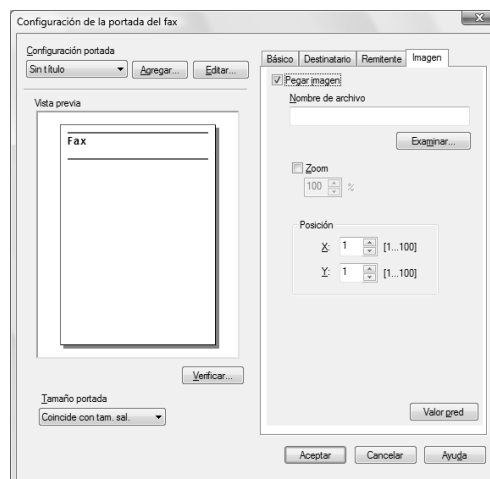 Configuración de la portada del fax
Configuración portada
Sin título Agregar... Editar...
Vista previa
Fax
Verificar...
Tamaño portada
Coincide con tam. sal.
Básico Destinatario Remitente Imagen
Pegar imagen
Nombre de archivo
Examinar...
Zoom
100 %
Posición
X: 1 [1...100]
Y: 1 [1...100]
Valor pred
Aceptar Cancelar Ayuda